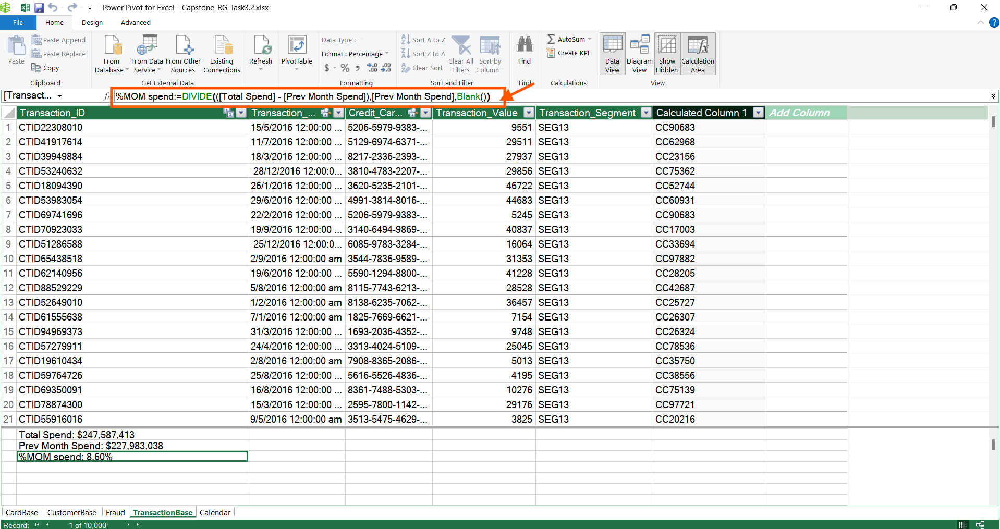 Power Pivot for Excel - Capstone_RG_Task3.2.xlsx
File Home Design Advanced
Paste
Paste Append
Paste Replace
Copy
Clipboard
From Database
From Data Service
From Other Sources
Existing Connections
Get External Data
Refresh
PivotTable
Data Type :
Format : Percentage
$ % , .00 .00
Formatting
Sort A to Z
Sort Z to A
Clear Sort
Clear All Filters
Sort by Column
Sort and Filter
Find
Find
AutoSum
Create KPI
Calculations
Data View
Diagram View
Show Hidden
Calculation Area
View
[Transact... fx %MOM spend:=DIVIDE(([Total Spend] - [Prev Month Spend]),[Prev Month Spend],Blank())
Transaction_ID Transaction_... Credit_Car... Transaction_Value Transaction_Segment Calculated Column 1 Add Column
1 CTID22308010 15/5/2016 12:00:00 ... 5206-5979-9383-... 9551 SEG13 CC90683
2 CTID41917614 11/7/2016 12:00:00 ... 5129-6974-6371-... 29511 SEG13 CC62968
3 CTID39949884 18/3/2016 12:00:00 ... 8217-2336-2393-... 27937 SEG13 CC23156
4 CTID53240632 28/12/2016 12:00:0... 3810-4783-2207-... 29856 SEG13 CC75362
5 CTID18094390 26/1/2016 12:00:00 ... 3620-5235-2101-... 46722 SEG13 CC52744
6 CTID53983054 29/6/2016 12:00:00 ... 4991-3814-8016-... 44683 SEG13 CC60931
7 CTID69741696 22/2/2016 12:00:00 ... 5206-5979-9383-... 5245 SEG13 CC90683
8 CTID70923033 19/9/2016 12:00:00 ... 3140-6494-9869-... 40837 SEG13 CC17003
9 CTID51286588 25/12/2016 12:00:0... 6085-9783-3284-... 16064 SEG13 CC33694
10 CTID65438518 2/9/2016 12:00:00 am 3544-7836-9589-... 31353 SEG13 CC97882
11 CTID62140956 19/6/2016 12:00:00 ... 5590-1294-8800-... 41228 SEG13 CC28205
12 CTID88529229 5/8/2016 12:00:00 am 8115-7743-6213-... 28528 SEG13 CC42687
13 CTID52649010 1/2/2016 12:00:00 am 8138-6235-7062-... 36457 SEG13 CC25727
14 CTID61555638 7/1/2016 12:00:00 am 1825-7669-6621-... 7154 SEG13 CC26307
15 CTID94969373 31/3/2016 12:00:00 ... 1693-2036-4352-... 9748 SEG13 CC26324
16 CTID57279911 24/4/2016 12:00:00 ... 3313-4024-5109-... 25045 SEG13 CC78536
17 CTID19610434 2/8/2016 12:00:00 am 7908-8365-2086-... 5013 SEG13 CC35750
18 CTID59764726 25/8/2016 12:00:00 ... 5616-5526-4836-... 4195 SEG13 CC38556
19 CTID69350091 16/8/2016 12:00:00 ... 8361-7488-5303-... 10276 SEG13 CC75139
20 CTID78874300 15/3/2016 12:00:00 ... 2595-7800-1142-... 29176 SEG13 CC97721
21 CTID55916016 9/5/2016 12:00:00 am 3513-5475-4629-... 3825 SEG13 CC20216
Total Spend: $247,587,413
Prev Month Spend: $227,983,038
%MOM spend: 8.60%
CardBase CustomerBase Fraud TransactionBase Calendar
Record: 1 of 10,000